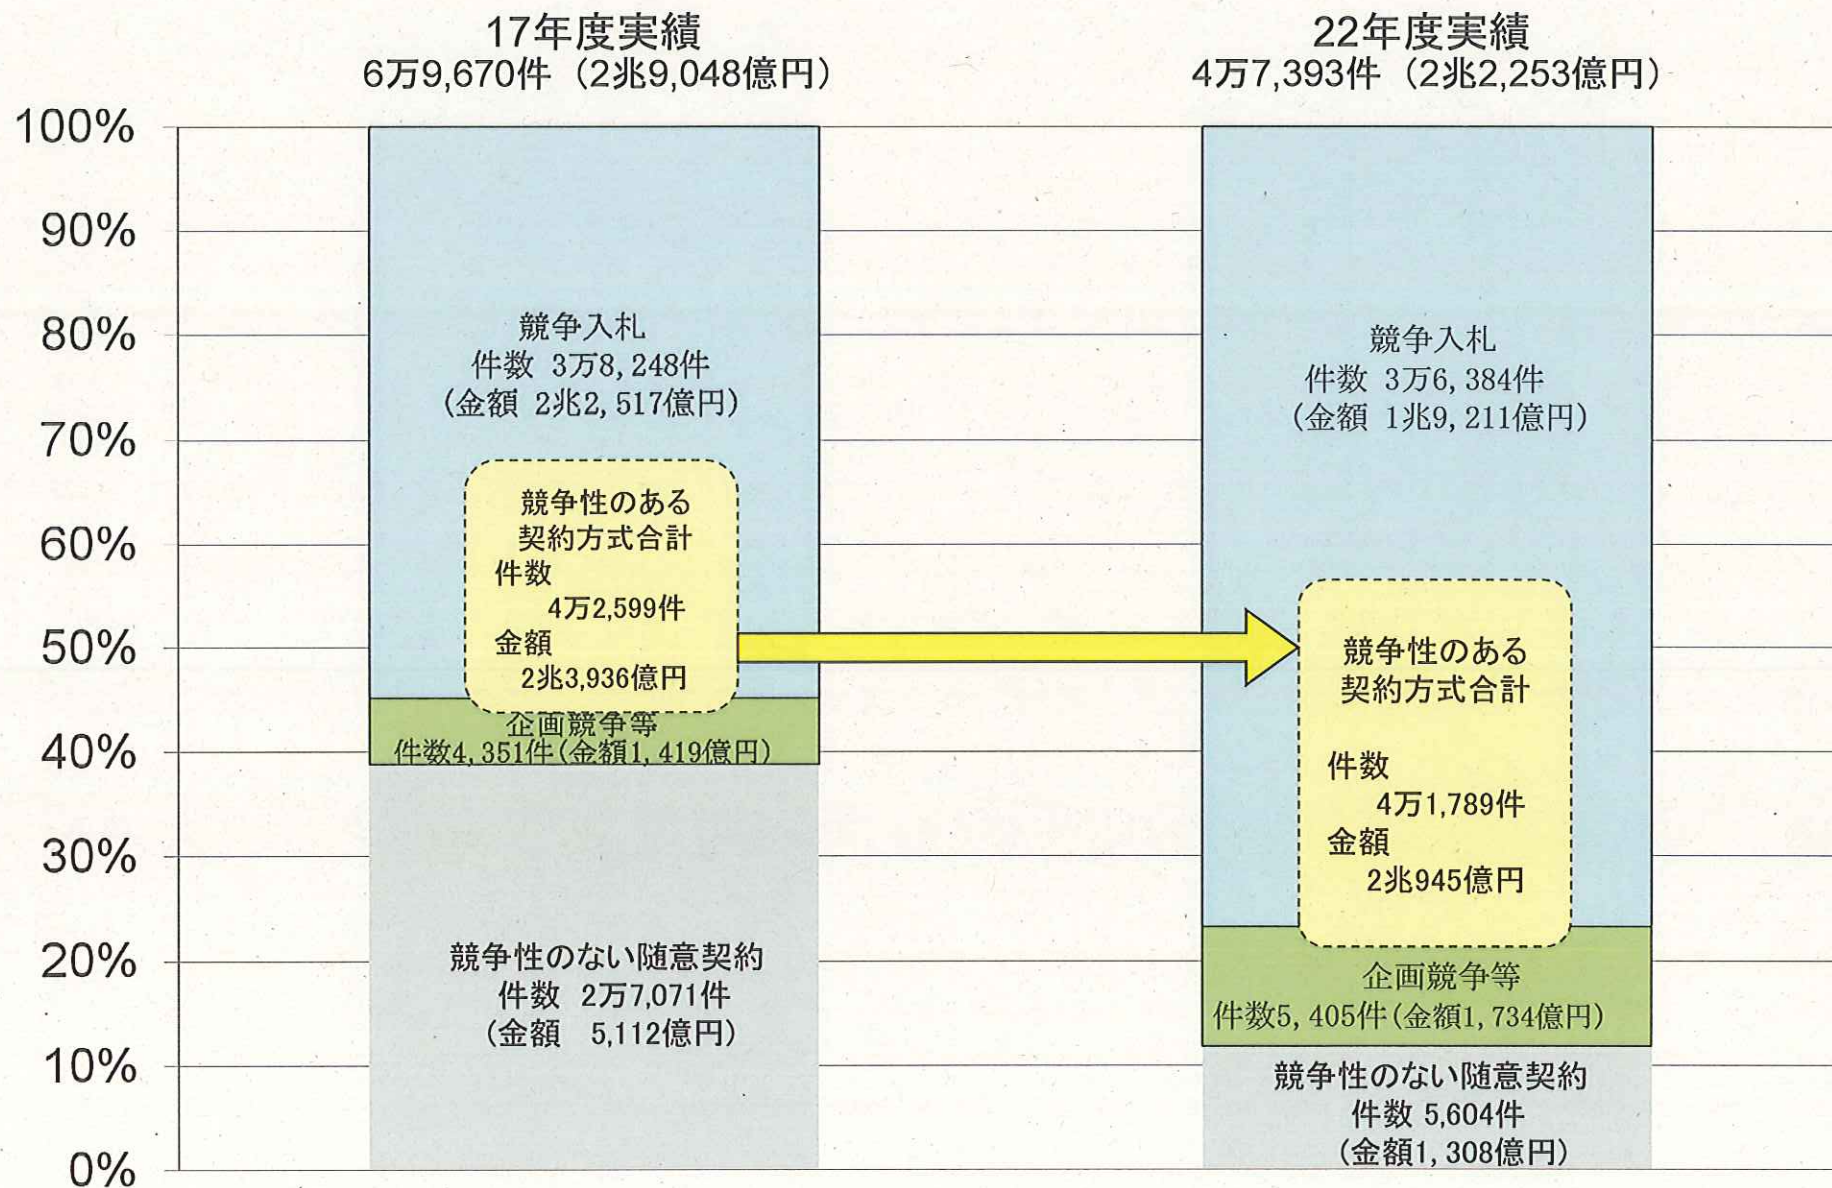 17年度実績
6万9,670件（2兆9,048億円）
22年度実績
4万7,393件（2兆2,253億円）
100%
90%
80%
70%
60%
50%
40%
30%
20%
10%
0%
競争入札
件数 3万8,248件
(金額 2兆2,517億円)
競争性のある
契約方式合計
件数
4万2,599件
金額
2兆3,936億円
企画競争等
件数4,351件(金額1,419億円)
競争性のない随意契約
件数 2万7,071件
(金額 5,112億円)
競争入札
件数 3万6,384件
(金額 1兆9,211億円)
競争性のある
契約方式合計
件数
4万1,789件
金額
2兆945億円
企画競争等
件数5,405件(金額1,734億円)
競争性のない随意契約
件数 5,604件
(金額1,308億円)